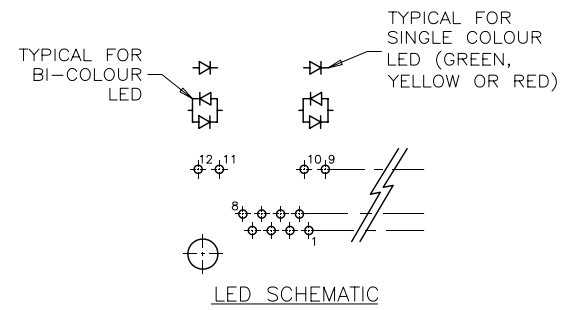 TYPICAL FOR
BI-COLOUR
LED
TYPICAL FOR
SINGLE COLOUR
LED (GREEN,
YELLOW OR RED)
12 11
10 9
8
1
LED SCHEMATIC